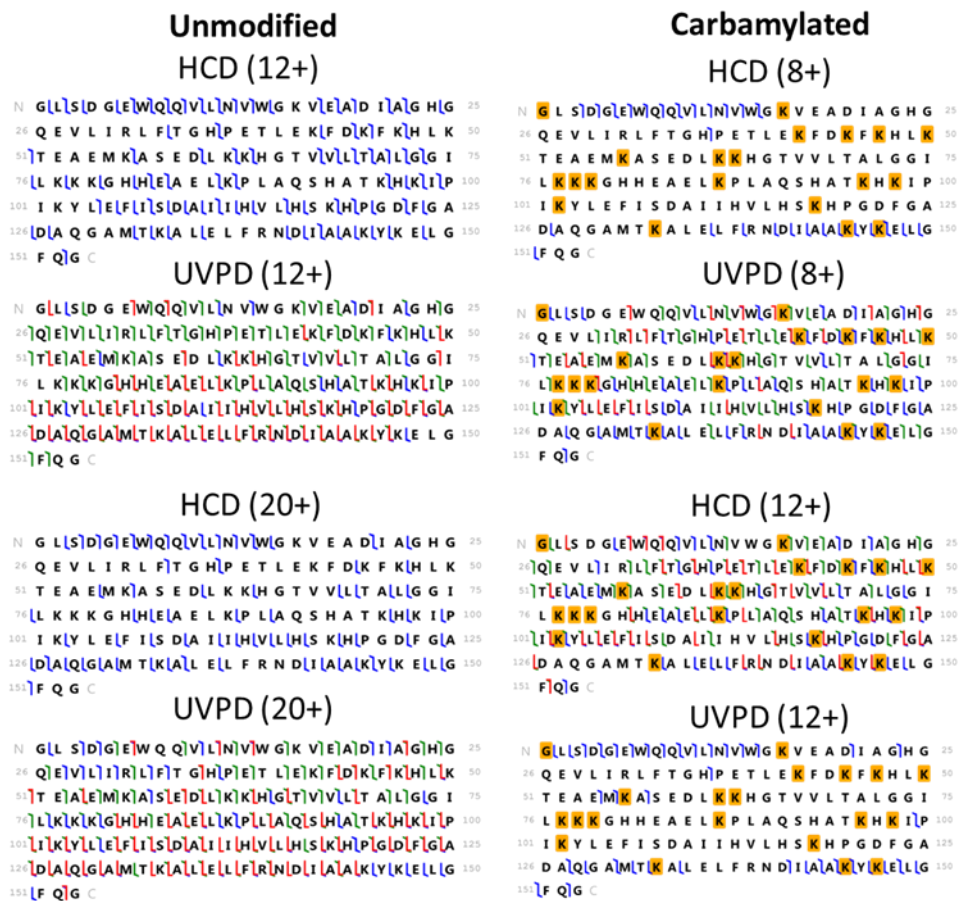 Unmodified
HCD (12+)
N G L S D G E W Q Q V L N V W G K V E A D I A G H G 25
26 Q E V L I R L F T G H P E T L E K F D K F K H L K 50
51 T E A E M K A S E D L K K H G T V V L T A L G G I 75
76 L K K K G H H E A E L K P L A Q S H A T K H K I P 100
101 I K Y L E F I S D A I I H V L H S K H P G D F G A 125
126 D A Q G A M T K A L E L F R N D I A A K Y K E L G 150
151 F Q G C
UVPD (12+)
N G L S D G E W Q Q V L N V W G K V E A D I A G H G 25
26 Q E V L I R L F T G H P E T L E K F D K F K H L K 50
51 T E A E M K A S E D L K K H G T V V L T A L G G I 75
76 L K K K G H H E A E L K P L A Q S H A T K H K I P 100
101 I K Y L E F I S D A I I H V L H S K H P G D F G A 125
126 D A Q G A M T K A L E L F R N D I A A K Y K E L G 150
151 F Q G C
HCD (20+)
N G L S D G E W Q Q V L N V W G K V E A D I A G H G 25
26 Q E V L I R L F T G H P E T L E K F D K F K H L K 50
51 T E A E M K A S E D L K K H G T V V L T A L G G I 75
76 L K K K G H H E A E L K P L A Q S H A T K H K I P 100
101 I K Y L E F I S D A I I H V L H S K H P G D F G A 125
126 D A Q G A M T K A L E L F R N D I A A K Y K E L G 150
151 F Q G C
UVPD (20+)
N G L S D G E W Q Q V L N V W G K V E A D I A G H G 25
26 Q E V L I R L F T G H P E T L E K F D K F K H L K 50
51 T E A E M K A S E D L K K H G T V V L T A L G G I 75
76 L K K K G H H E A E L K P L A Q S H A T K H K I P 100
101 I K Y L E F I S D A I I H V L H S K H P G D F G A 125
126 D A Q G A M T K A L E L F R N D I A A K Y K E L G 150
151 F Q G C
Carbamylated
HCD (8+)
N G L S D G E W Q Q V L N V W G K V E A D I A G H G 25
26 Q E V L I R L F T G H P E T L E K F D K F K H L K 50
51 T E A E M K A S E D L K K H G T V V L T A L G G I 75
76 L K K K G H H E A E L K P L A Q S H A T K H K I P 100
101 I K Y L E F I S D A I I H V L H S K H P G D F G A 125
126 D A Q G A M T K A L E L F R N D I A A K Y K E L G 150
151 F Q G C
UVPD (8+)
N G L S D G E W Q Q V L N V W G K V E A D I A G H G 25
26 Q E V L I R L F T G H P E T L E K F D K F K H L K 50
51 T E A E M K A S E D L K K H G T V V L T A L G G I 75
76 L K K K G H H E A E L K P L A Q S H A T K H K I P 100
101 I K Y L E F I S D A I I H V L H S K H P G D F G A 125
126 D A Q G A M T K A L E L F R N D I A A K Y K E L G 150
151 F Q G C
HCD (12+)
N G L S D G E W Q Q V L N V W G K V E A D I A G H G 25
26 Q E V L I R L F T G H P E T L E K F D K F K H L K 50
51 T E A E M K A S E D L K K H G T V V L T A L G G I 75
76 L K K K G H H E A E L K P L A Q S H A T K H K I P 100
101 I K Y L E F I S D A I I H V L H S K H P G D F G A 125
126 D A Q G A M T K A L E L F R N D I A A K Y K E L G 150
151 F Q G C
UVPD (12+)
N G L S D G E W Q Q V L N V W G K V E A D I A G H G 25
26 Q E V L I R L F T G H P E T L E K F D K F K H L K 50
51 T E A E M K A S E D L K K H G T V V L T A L G G I 75
76 L K K K G H H E A E L K P L A Q S H A T K H K I P 100
101 I K Y L E F I S D A I I H V L H S K H P G D F G A 125
126 D A Q G A M T K A L E L F R N D I A A K Y K E L G 150
151 F Q G C